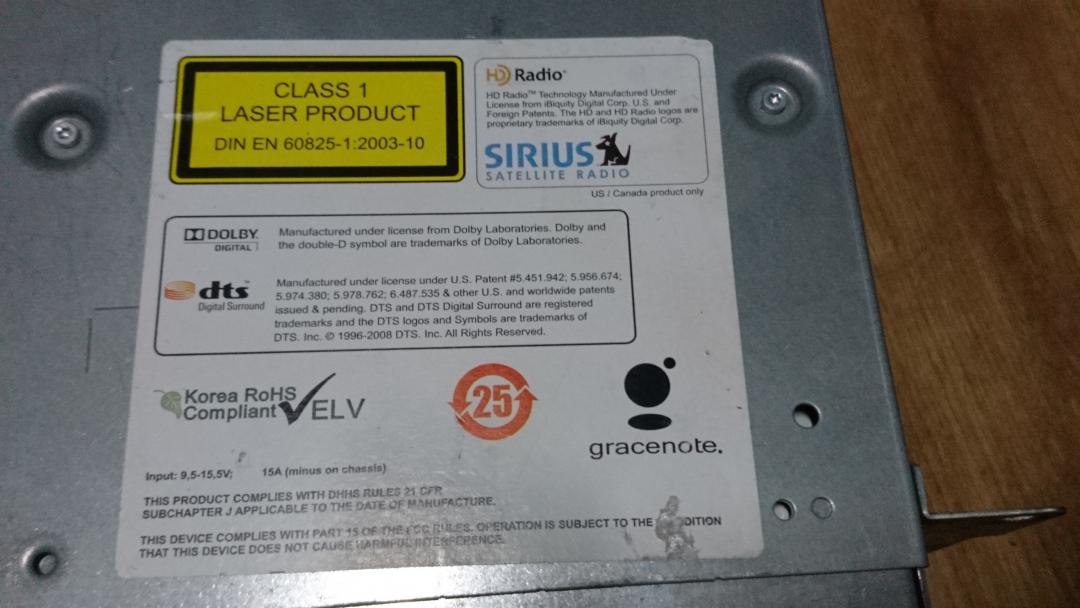 CLASS 1
LASER PRODUCT
DIN EN 60825-1:2003-10
HD Radio
HD Radio™ Technology Manufactured Under
License from iBiquity Digital Corp. U.S. and
Foreign Patents. The HD and HD Radio logos are
proprietary trademarks of iBiquity Digital Corp.
SIRIUS
SATELLITE RADIO
US / Canada product only
DOLBY
DIGITAL
Manufactured under license from Dolby Laboratories. Dolby and
the double-D symbol are trademarks of Dolby Laboratories.
dts™
Digital Surround
Manufactured under license under U.S. Patent #5.451.942; 5.956.674;
5.974.380; 5.978.762; 6.487.535 & other U.S. and worldwide patents
issued & pending. DTS and DTS Digital Surround are registered
trademarks and the DTS logos and Symbols are trademarks of
DTS. Inc. © 1996-2008 DTS. Inc. All Rights Reserved.
Korea RoHS
Compliant
ELV
25
gracenote.
Input: 9,5-15,5V; 15A (minus on chassis)
THIS PRODUCT COMPLIES WITH DHHS RULES 21 CFR
SUBCHAPTER J APPLICABLE TO THE DATE OF MANUFACTURE.
THIS DEVICE COMPLIES WITH PART 15 OF THE FCC RULES. OPERATION IS SUBJECT TO THE DITION
THAT THIS DEVICE DOES NOT CAUSE HARMFUL INTERFERENCE.